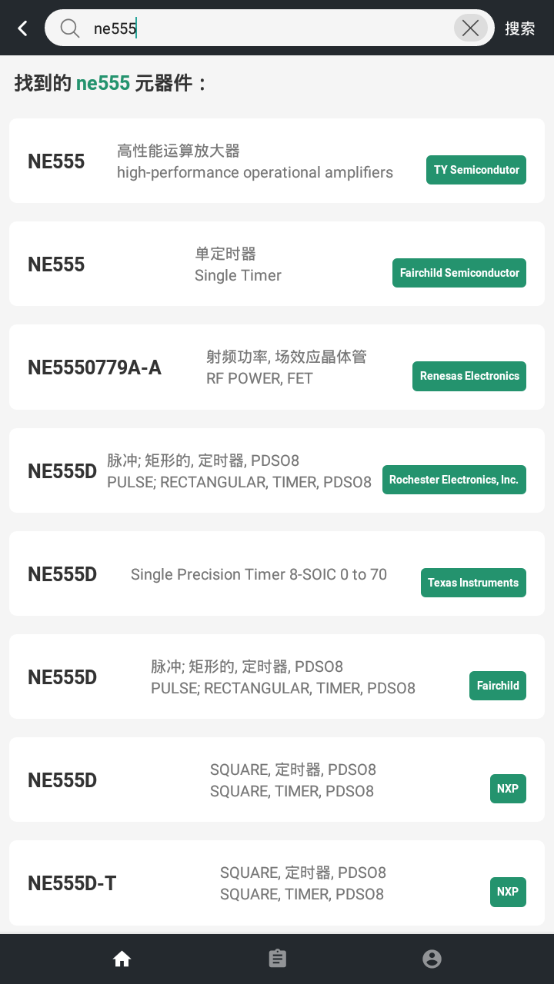 ne555
搜索
找到的 ne555 元器件：
NE555
高性能运算放大器
high-performance operational amplifiers
TY Semicondutor
NE555
单定时器
Single Timer
Fairchild Semiconductor
NE5550779A-A
射频功率, 场效应晶体管
RF POWER, FET
Renesas Electronics
NE555D
脉冲; 矩形的, 定时器, PDSO8
PULSE; RECTANGULAR, TIMER, PDSO8
Rochester Electronics, Inc.
NE555D
Single Precision Timer 8-SOIC 0 to 70
Texas Instruments
NE555D
脉冲; 矩形的, 定时器, PDSO8
PULSE; RECTANGULAR, TIMER, PDSO8
Fairchild
NE555D
SQUARE, 定时器, PDSO8
SQUARE, TIMER, PDSO8
NXP
NE555D-T
SQUARE, 定时器, PDSO8
SQUARE, TIMER, PDSO8
NXP